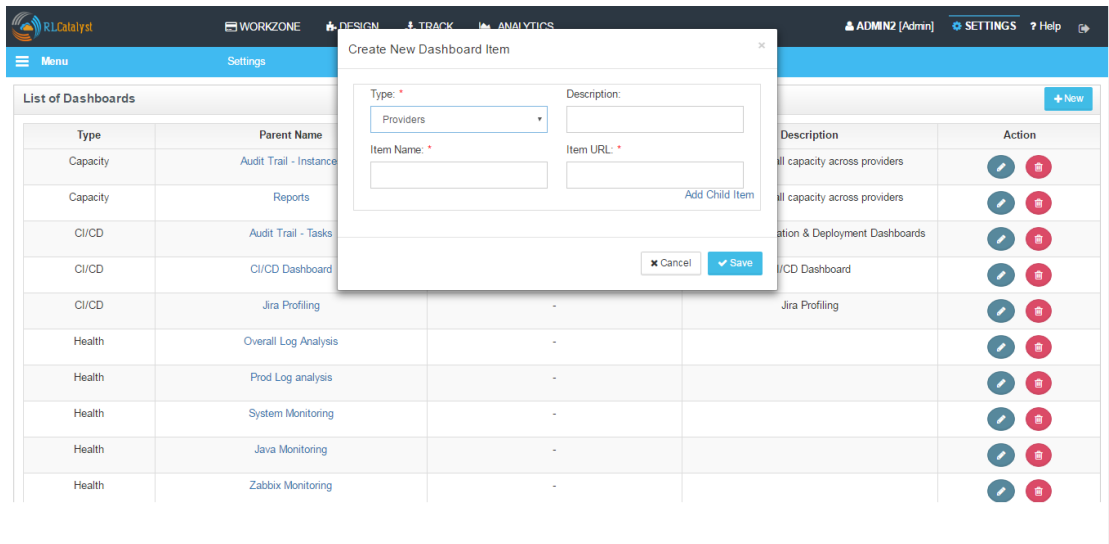 RLCatalyst WORKZONE DESIGN TRACK ANALYTICS ADMIN2 [Admin] SETTINGS ? Help
Menu Settings
Create New Dashboard Item ×
Type: * Description:
Providers
Item Name: * Item URL: *
Add Child Item
Cancel Save
List of Dashboards New
Type Parent Name Description Action
Capacity Audit Trail - Instance all capacity across providers
Capacity Reports all capacity across providers
CI/CD Audit Trail - Tasks ation & Deployment Dashboards
CI/CD CI/CD Dashboard I/CD Dashboard
CI/CD Jira Profiling - Jira Profiling
Health Overall Log Analysis -
Health Prod Log analysis -
Health System Monitoring -
Health Java Monitoring -
Health Zabbix Monitoring -